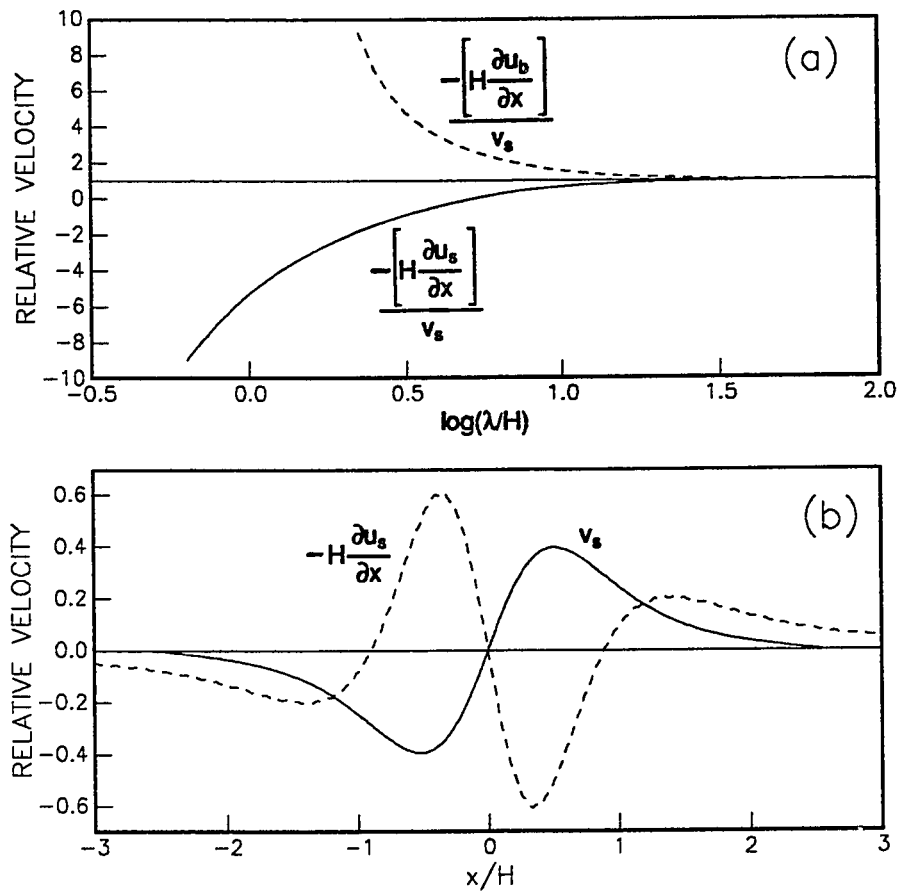 (a)
RELATIVE VELOCITY
10
8
6
4
2
0
−2
−4
−6
−8
−10
−[H ∂u_b/∂x]/v_s
−[H ∂u_s/∂x]/v_s
−0.5 0.0 0.5 1.0 1.5 2.0
log(λ/H)
(b)
RELATIVE VELOCITY
0.6
0.4
0.2
0.0
−0.2
−0.4
−0.6
−H ∂u_s/∂x
v_s
−3 −2 −1 0 1 2 3
x/H